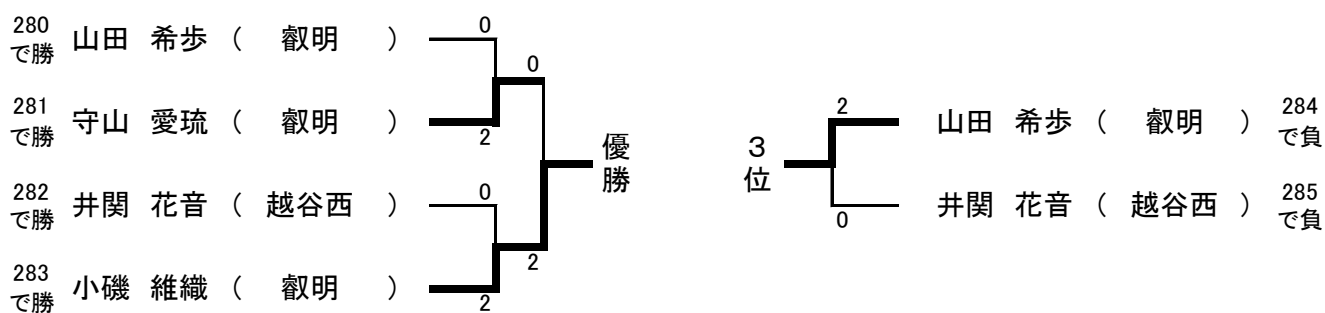 280 で勝 山田 希歩 ( 叡明 ) 0
0
281 で勝 守山 愛琉 ( 叡明 ) 2
優勝
282 で勝 井関 花音 ( 越谷西 ) 0
2
283 で勝 小磯 維織 ( 叡明 ) 2
3位
2 山田 希歩 ( 叡明 ) 284 で負
0 井関 花音 ( 越谷西 ) 285 で負